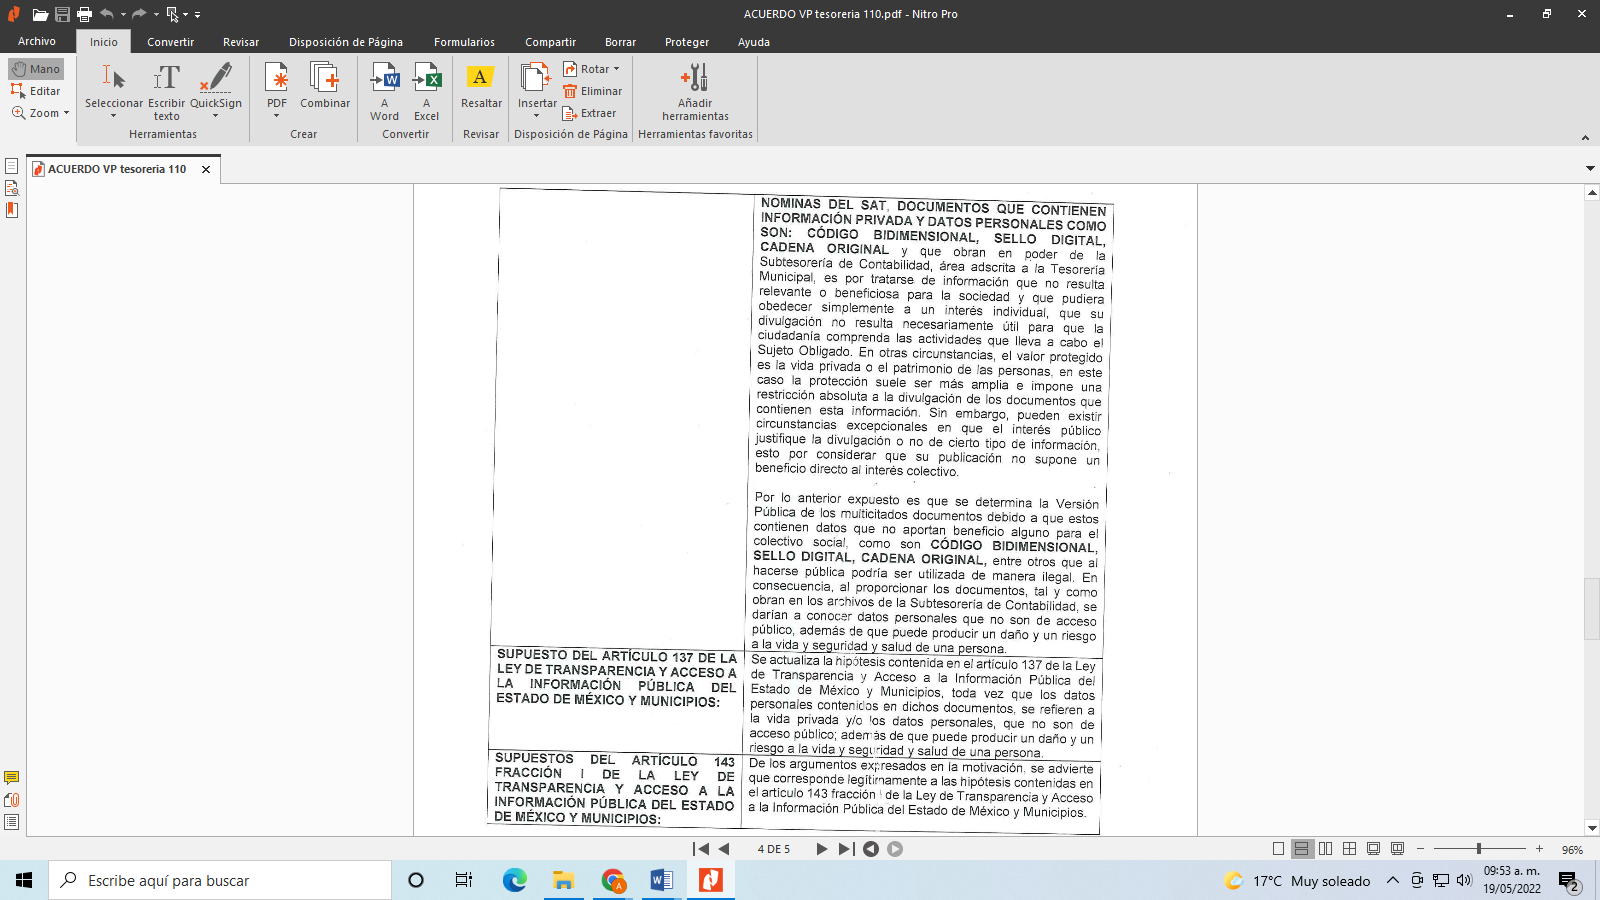 ACUERDO VP tesoreria 110.pdf - Nitro Pro
Archivo Inicio Convertir Revisar Disposición de Página Formularios Compartir Borrar Proteger Ayuda
Mano
Editar
Zoom
Seleccionar
Escribir texto
QuickSign
Herramientas
PDF
Combinar
Crear
A Word
A Excel
Convertir
Resaltar
Revisar
Insertar
Rotar
Eliminar
Extraer
Disposición de Página
Añadir herramientas
Herramientas favoritas
ACUERDO VP tesoreria 110
NOMINAS DEL SAT, DOCUMENTOS QUE CONTIENEN
INFORMACIÓN PRIVADA Y DATOS PERSONALES COMO
SON: CÓDIGO BIDIMENSIONAL, SELLO DIGITAL,
CADENA ORIGINAL y que obran en poder de la
Subtesorería de Contabilidad, área adscrita a la Tesorería
Municipal, es por tratarse de información que no resulta
relevante o beneficiosa para la sociedad y que pudiera
obedecer simplemente a un interés individual, que su
divulgación no resulta necesariamente útil para que la
ciudadanía comprenda las actividades que lleva a cabo el
Sujeto Obligado. En otras circunstancias, el valor protegido
es la vida privada o el patrimonio de las personas, en este
caso la protección suele ser más amplia e impone una
restricción absoluta a la divulgación de los documentos que
contienen esta información. Sin embargo, pueden existir
circunstancias excepcionales en que el interés público
justifique la divulgación o no de cierto tipo de información,
esto por considerar que su publicación no supone un
beneficio directo al interés colectivo.
Por lo anterior expuesto es que se determina la Versión
Pública de los multicitados documentos debido a que estos
contienen datos que no aportan beneficio alguno para el
colectivo social, como son CÓDIGO BIDIMENSIONAL,
SELLO DIGITAL, CADENA ORIGINAL, entre otros que al
hacerse pública podría ser utilizada de manera ilegal. En
consecuencia, al proporcionar los documentos, tal y como
obran en los archivos de la Subtesorería de Contabilidad, se
darían a conocer datos personales que no son de acceso
público, además de que puede producir un daño y un riesgo
a la vida y seguridad y salud de una persona.
SUPUESTO DEL ARTÍCULO 137 DE LA
LEY DE TRANSPARENCIA Y ACCESO A
LA INFORMACIÓN PÚBLICA DEL
ESTADO DE MÉXICO Y MUNICIPIOS:
Se actualiza la hipótesis contenida en el artículo 137 de la Ley
de Transparencia y Acceso a la Información Pública del
Estado de México y Municipios, toda vez que los datos
personales contenidos en dichos documentos, se refieren a
la vida privada y/o los datos personales, que no son de
acceso público; además de que puede producir un daño y un
riesgo a la vida y seguridad y salud de una persona.
SUPUESTOS DEL ARTÍCULO 143
FRACCIÓN I DE LA LEY DE
TRANSPARENCIA Y ACCESO A LA
INFORMACIÓN PÚBLICA DEL ESTADO
DE MÉXICO Y MUNICIPIOS:
De los argumentos expresados en la motivación, se advierte
que corresponde legítimamente a las hipótesis contenidas en
el artículo 143 fracción I de la Ley de Transparencia y Acceso
a la Información Pública del Estado de México y Municipios.
4 DE 5
96%
Escribe aquí para buscar
17°C Muy soleado
09:53 a. m.
19/05/2022
2